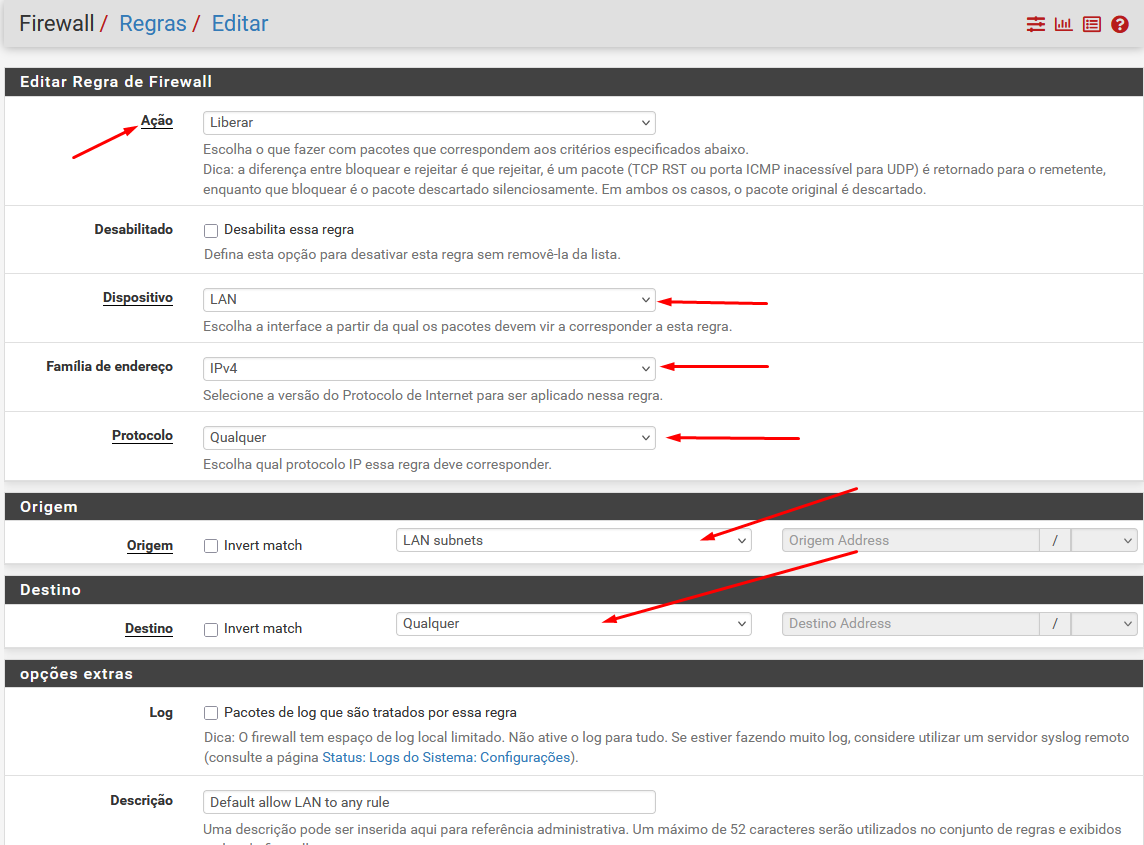 Firewall / Regras / Editar
Editar Regra de Firewall
Ação
Liberar
Escolha o que fazer com pacotes que correspondem aos critérios especificados abaixo.
Dica: a diferença entre bloquear e rejeitar é que rejeitar, é um pacote (TCP RST ou porta ICMP inacessível para UDP) é retornado para o remetente,
enquanto que bloquear é o pacote descartado silenciosamente. Em ambos os casos, o pacote original é descartado.
Desabilitado
Desabilita essa regra
Defina esta opção para desativar esta regra sem removê-la da lista.
Dispositivo
LAN
Escolha a interface a partir da qual os pacotes devem vir a corresponder a esta regra.
Família de endereço
IPv4
Selecione a versão do Protocolo de Internet para ser aplicado nessa regra.
Protocolo
Qualquer
Escolha qual protocolo IP essa regra deve corresponder.
Origem
Origem
Invert match
LAN subnets
Origem Address
/
Destino
Destino
Invert match
Qualquer
Destino Address
/
opções extras
Log
Pacotes de log que são tratados por essa regra
Dica: O firewall tem espaço de log local limitado. Não ative o log para tudo. Se estiver fazendo muito log, considere utilizar um servidor syslog remoto
(consulte a página Status: Logs do Sistema: Configurações).
Descrição
Default allow LAN to any rule
Uma descrição pode ser inserida aqui para referência administrativa. Um máximo de 52 caracteres serão utilizados no conjunto de regras e exibidos